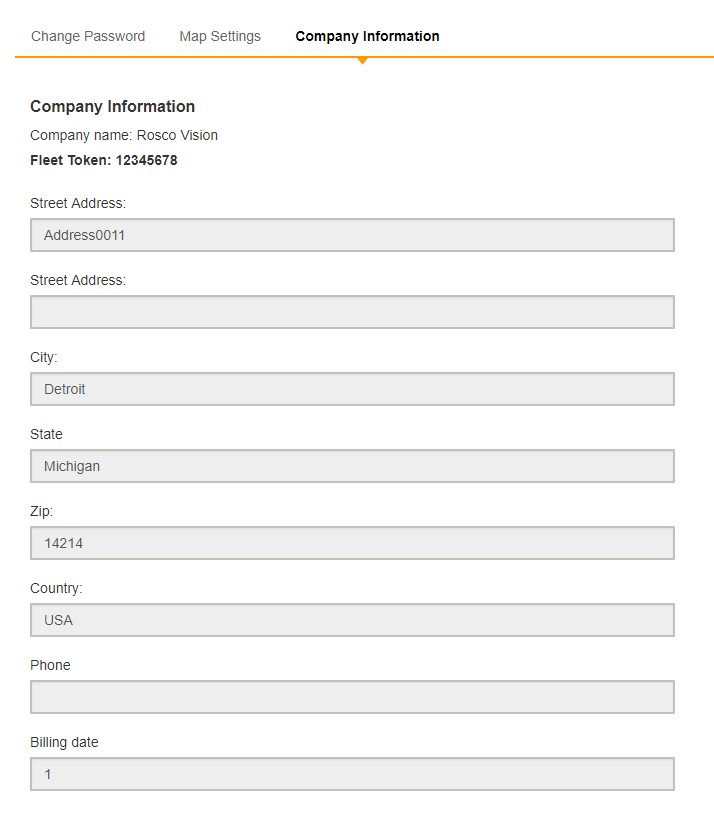 Change Password Map Settings Company Information
Company Information
Company name: Rosco Vision
Fleet Token: 12345678
Street Address:
Address0011
Street Address:
City:
Detroit
State
Michigan
Zip:
14214
Country:
USA
Phone
Billing date
1